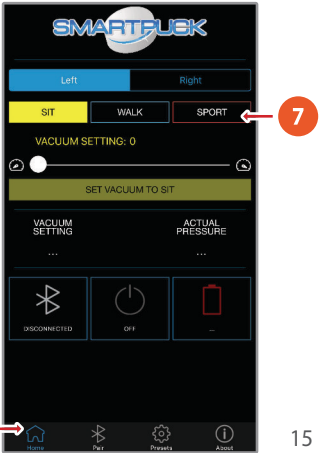 SMARTPUCK
Left Right
SIT WALK SPORT
7
VACUUM SETTING: 0
SET VACUUM TO SIT
VACUUM SETTING ACTUAL PRESSURE
... ...
DISCONNECTED OFF ...
Home Pair Presets About
15